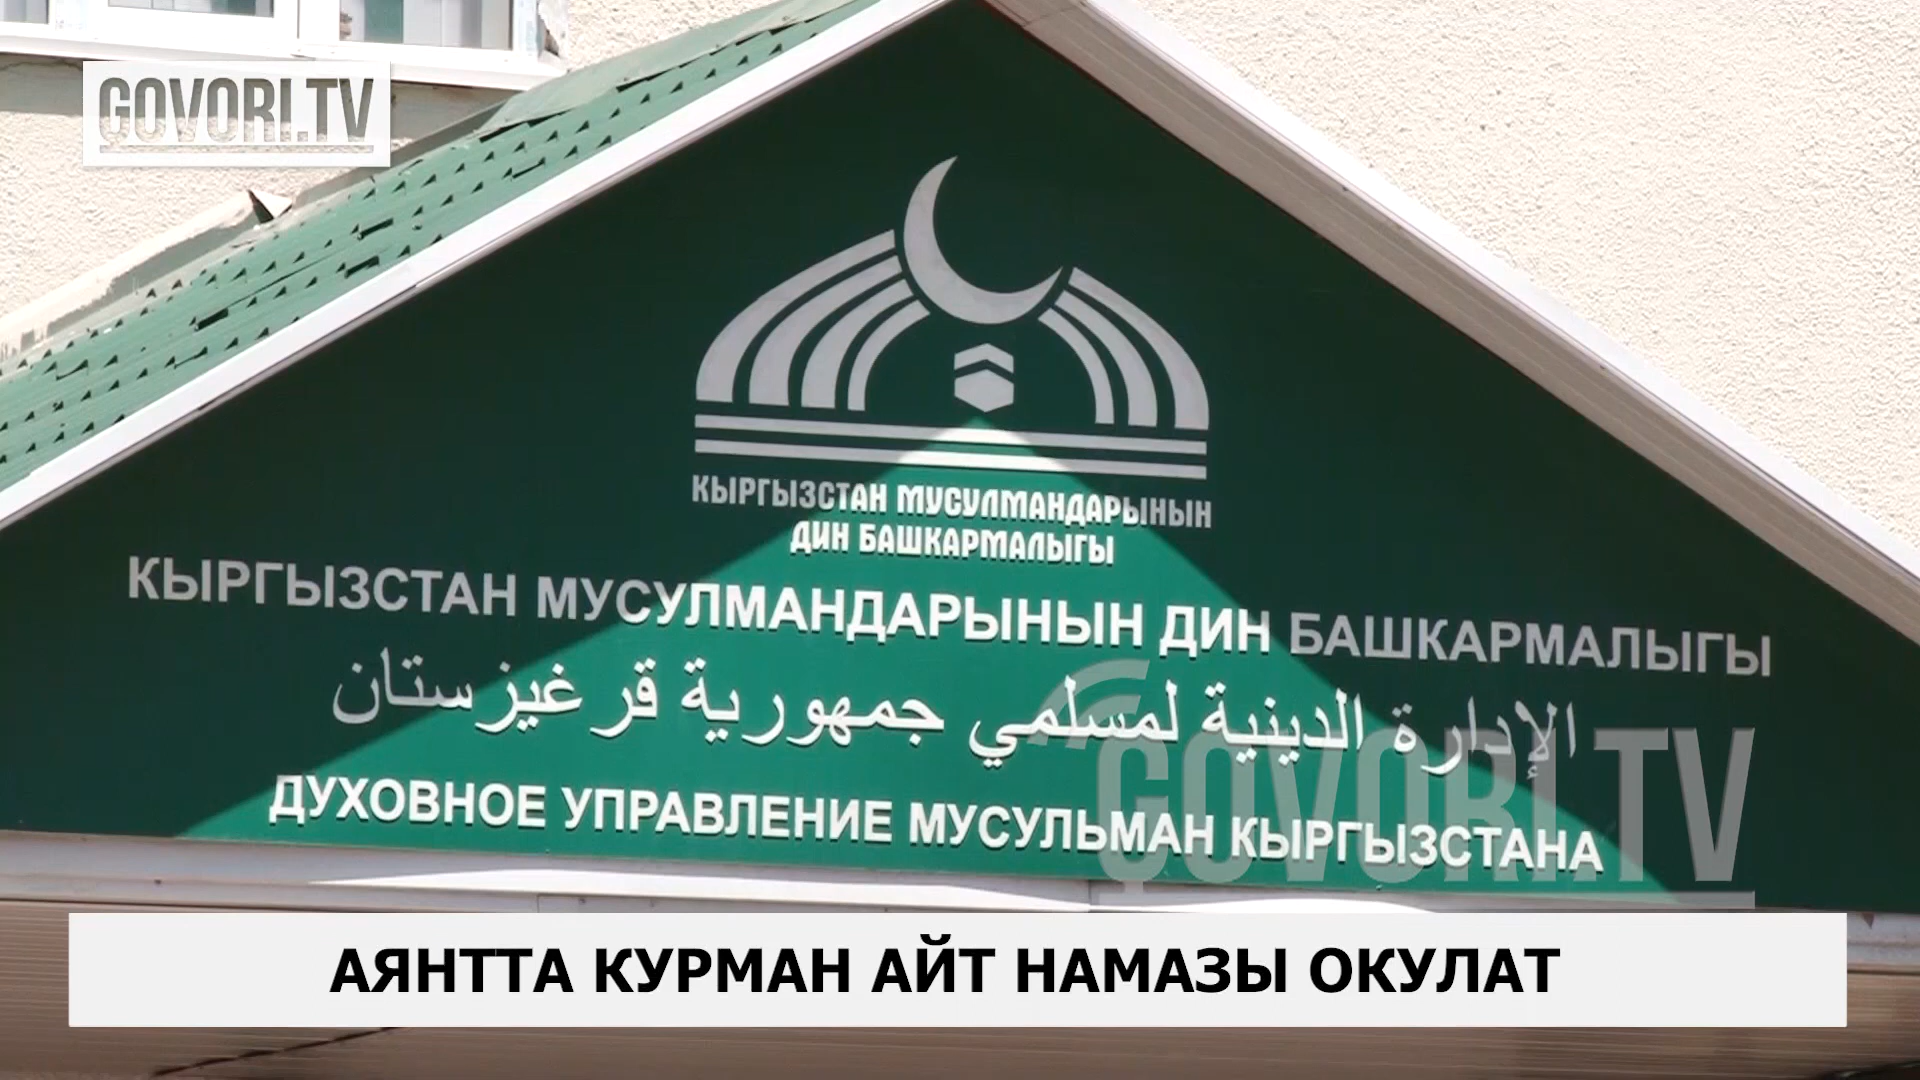 GOVORI.TV
КЫРГЫЗСТАН МУСУЛМАНДАРЫНЫН
ДИН БАШКАРМАЛЫГЫ
КЫРГЫЗСТАН МУСУЛМАНДАРЫНЫН ДИН БАШКАРМАЛЫГЫ
الإدارة الدينية لمسلمي جمهورية قرغيزستان
ДУХОВНОЕ УПРАВЛЕНИЕ МУСУЛЬМАН КЫРГЫЗСТАНА
GOVORI.TV
АЯНТТА КУРМАН АЙТ НАМАЗЫ ОКУЛАТ